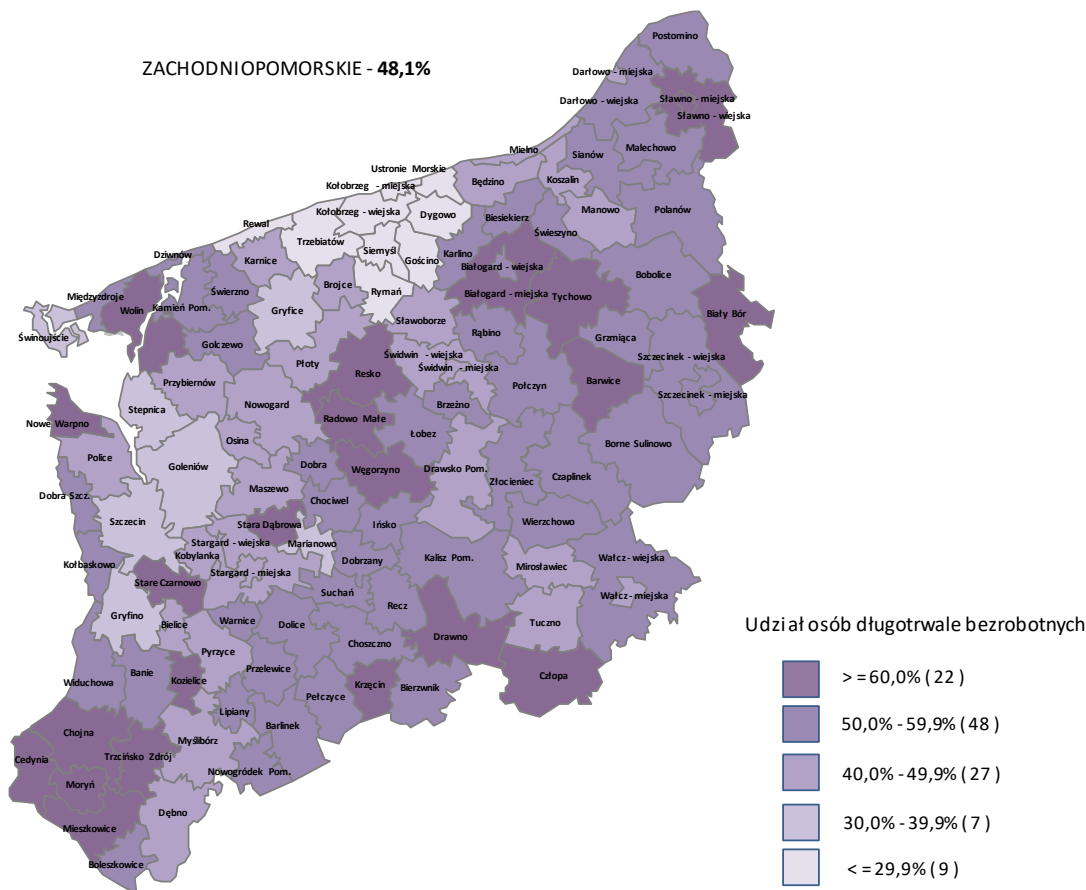 Postomino
ZACHODNIOPOMORSKIE - 48,1%
Darłowo - miejska
Darłowo - wiejska
Sławno - miejska
Sławno - wiejska
Mielno
Sianów
Malechowo
Ustronie Morskie
Kołobrzeg - miejska
Będzino
Koszalin
Kołobrzeg - wiejska
Dygowo
Biesiekierz
Manowo
Polanów
Rewal
Trzebiatów
Siemyśl
Gościno
Karlino
Świeszyno
Dziwnów
Karnice
Białogard - wiejska
Bobolice
Międzyzdroje
Świerzno
Brojce
Rymań
Białogard - miejska
Tychowo
Wolin
Kamień Pom.
Gryfice
Sławoborze
Biały Bór
Świnoujście
Golczewo
Rąbino
Grzmiąca
Płoty
Resko
Świdwin - wiejska
Szczecinek - wiejska
Świdwin - miejska
Przybiernów
Połczyn
Barwice
Szczecinek - miejska
Stepnica
Nowogard
Brzeżno
Nowe Warpno
Radowo Małe
Łobez
Osina
Borne Sulinowo
Police
Goleniów
Dobra
Węgorzyno
Drawsko Pom.
Czaplinek
Złocieniec
Dobra Szcz.
Maszewo
Chociwel
Szczecin
Stara Dąbrowa
Ińsko
Wierzchowo
Stargard - wiejska
Marianowo
Kobylanka
Kołbaskowo
Dobrzany
Kalisz Pom.
Wałcz - wiejska
Stargard - miejska
Mirosławiec
Stare Czarnowo
Suchań
Wałcz - miejska
Gryfino
Recz
Bielice
Warnice
Dolice
Tuczno
Pyrzyce
Choszczno
Drawno
Banie
Przelewice
Widuchowa
Kozielice
Krzęcin
Bierzwnik
Człopa
Pełczyce
Lipiany
Chojna
Barlinek
Myślibórz
Cedynia
Trzcińsko Zdrój
Nowogródek Pom.
Moryń
Dębno
Mieszkowice
Boleszkowice
Udział osób długotrwale bezrobotnych
> = 60,0% ( 22 )
50,0% - 59,9% ( 48 )
40,0% - 49,9% ( 27 )
30,0% - 39,9% ( 7 )
< = 29,9% ( 9 )